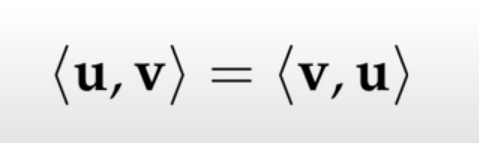 ⟨u, v⟩ = ⟨v, u⟩